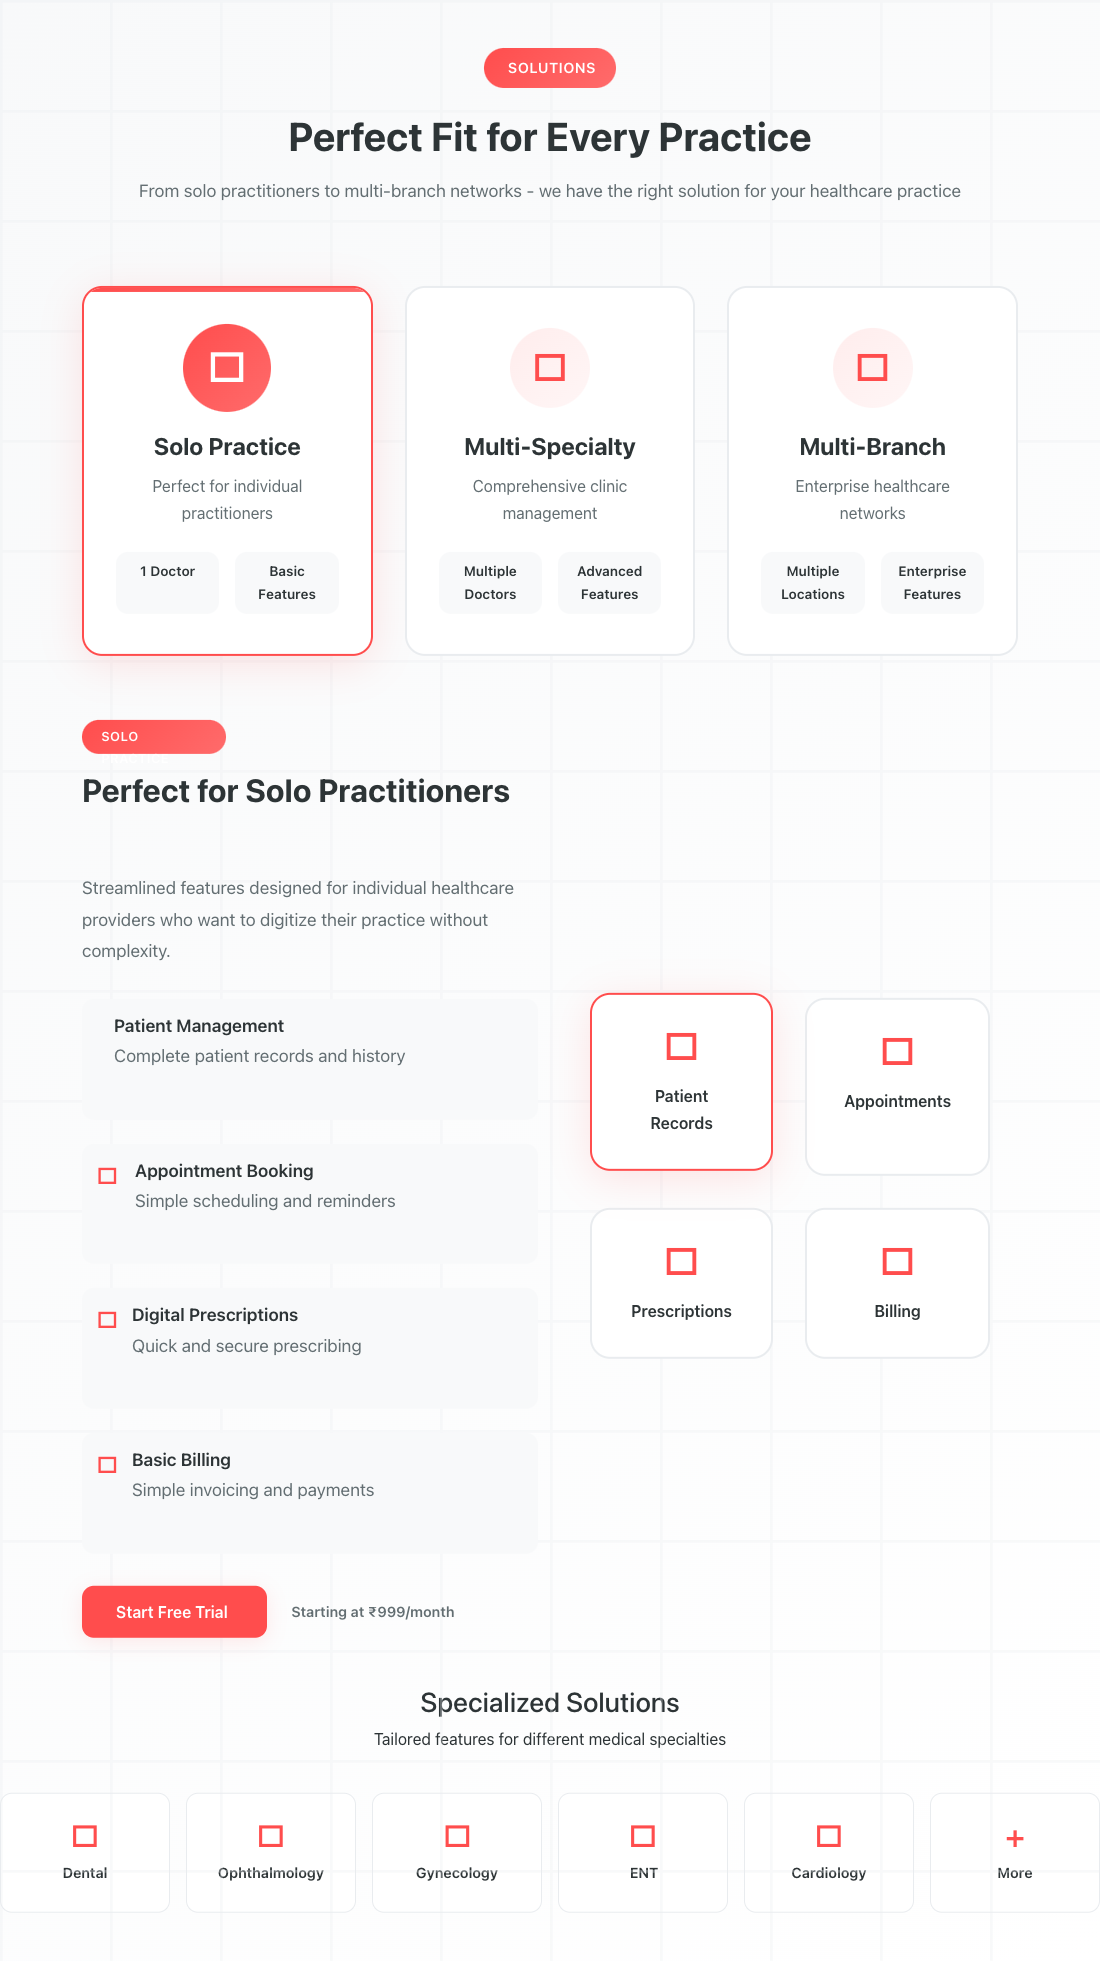 SOLUTIONS
Perfect Fit for Every Practice
From solo practitioners to multi-branch networks - we have the right solution for your healthcare practice
Solo Practice
Perfect for individual
practitioners
1 Doctor
Basic
Features
Multi-Specialty
Comprehensive clinic
management
Multiple
Doctors
Advanced
Features
Multi-Branch
Enterprise healthcare
networks
Multiple
Locations
Enterprise
Features
SOLO
Perfect for Solo Practitioners
Streamlined features designed for individual healthcare
providers who want to digitize their practice without
complexity.
Patient Management
Complete patient records and history
Appointment Booking
Simple scheduling and reminders
Digital Prescriptions
Quick and secure prescribing
Basic Billing
Simple invoicing and payments
Patient
Records
Appointments
Prescriptions
Billing
Start Free Trial
Starting at ₹999/month
Specialized Solutions
Tailored features for different medical specialties
Dental
Ophthalmology
Gynecology
ENT
Cardiology
+
More